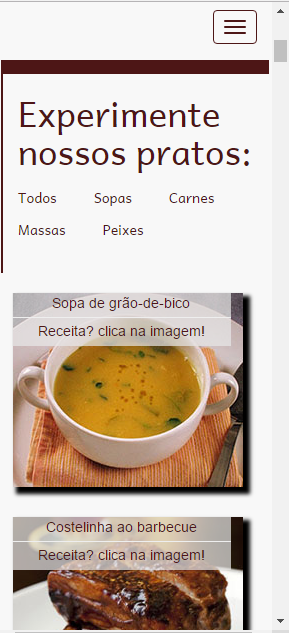 Experimente
nossos pratos:
Todos Sopas Carnes
Massas Peixes
Sopa de grão-de-bico
Receita? clica na imagem!
Costelinha ao barbecue
Receita? clica na imagem!